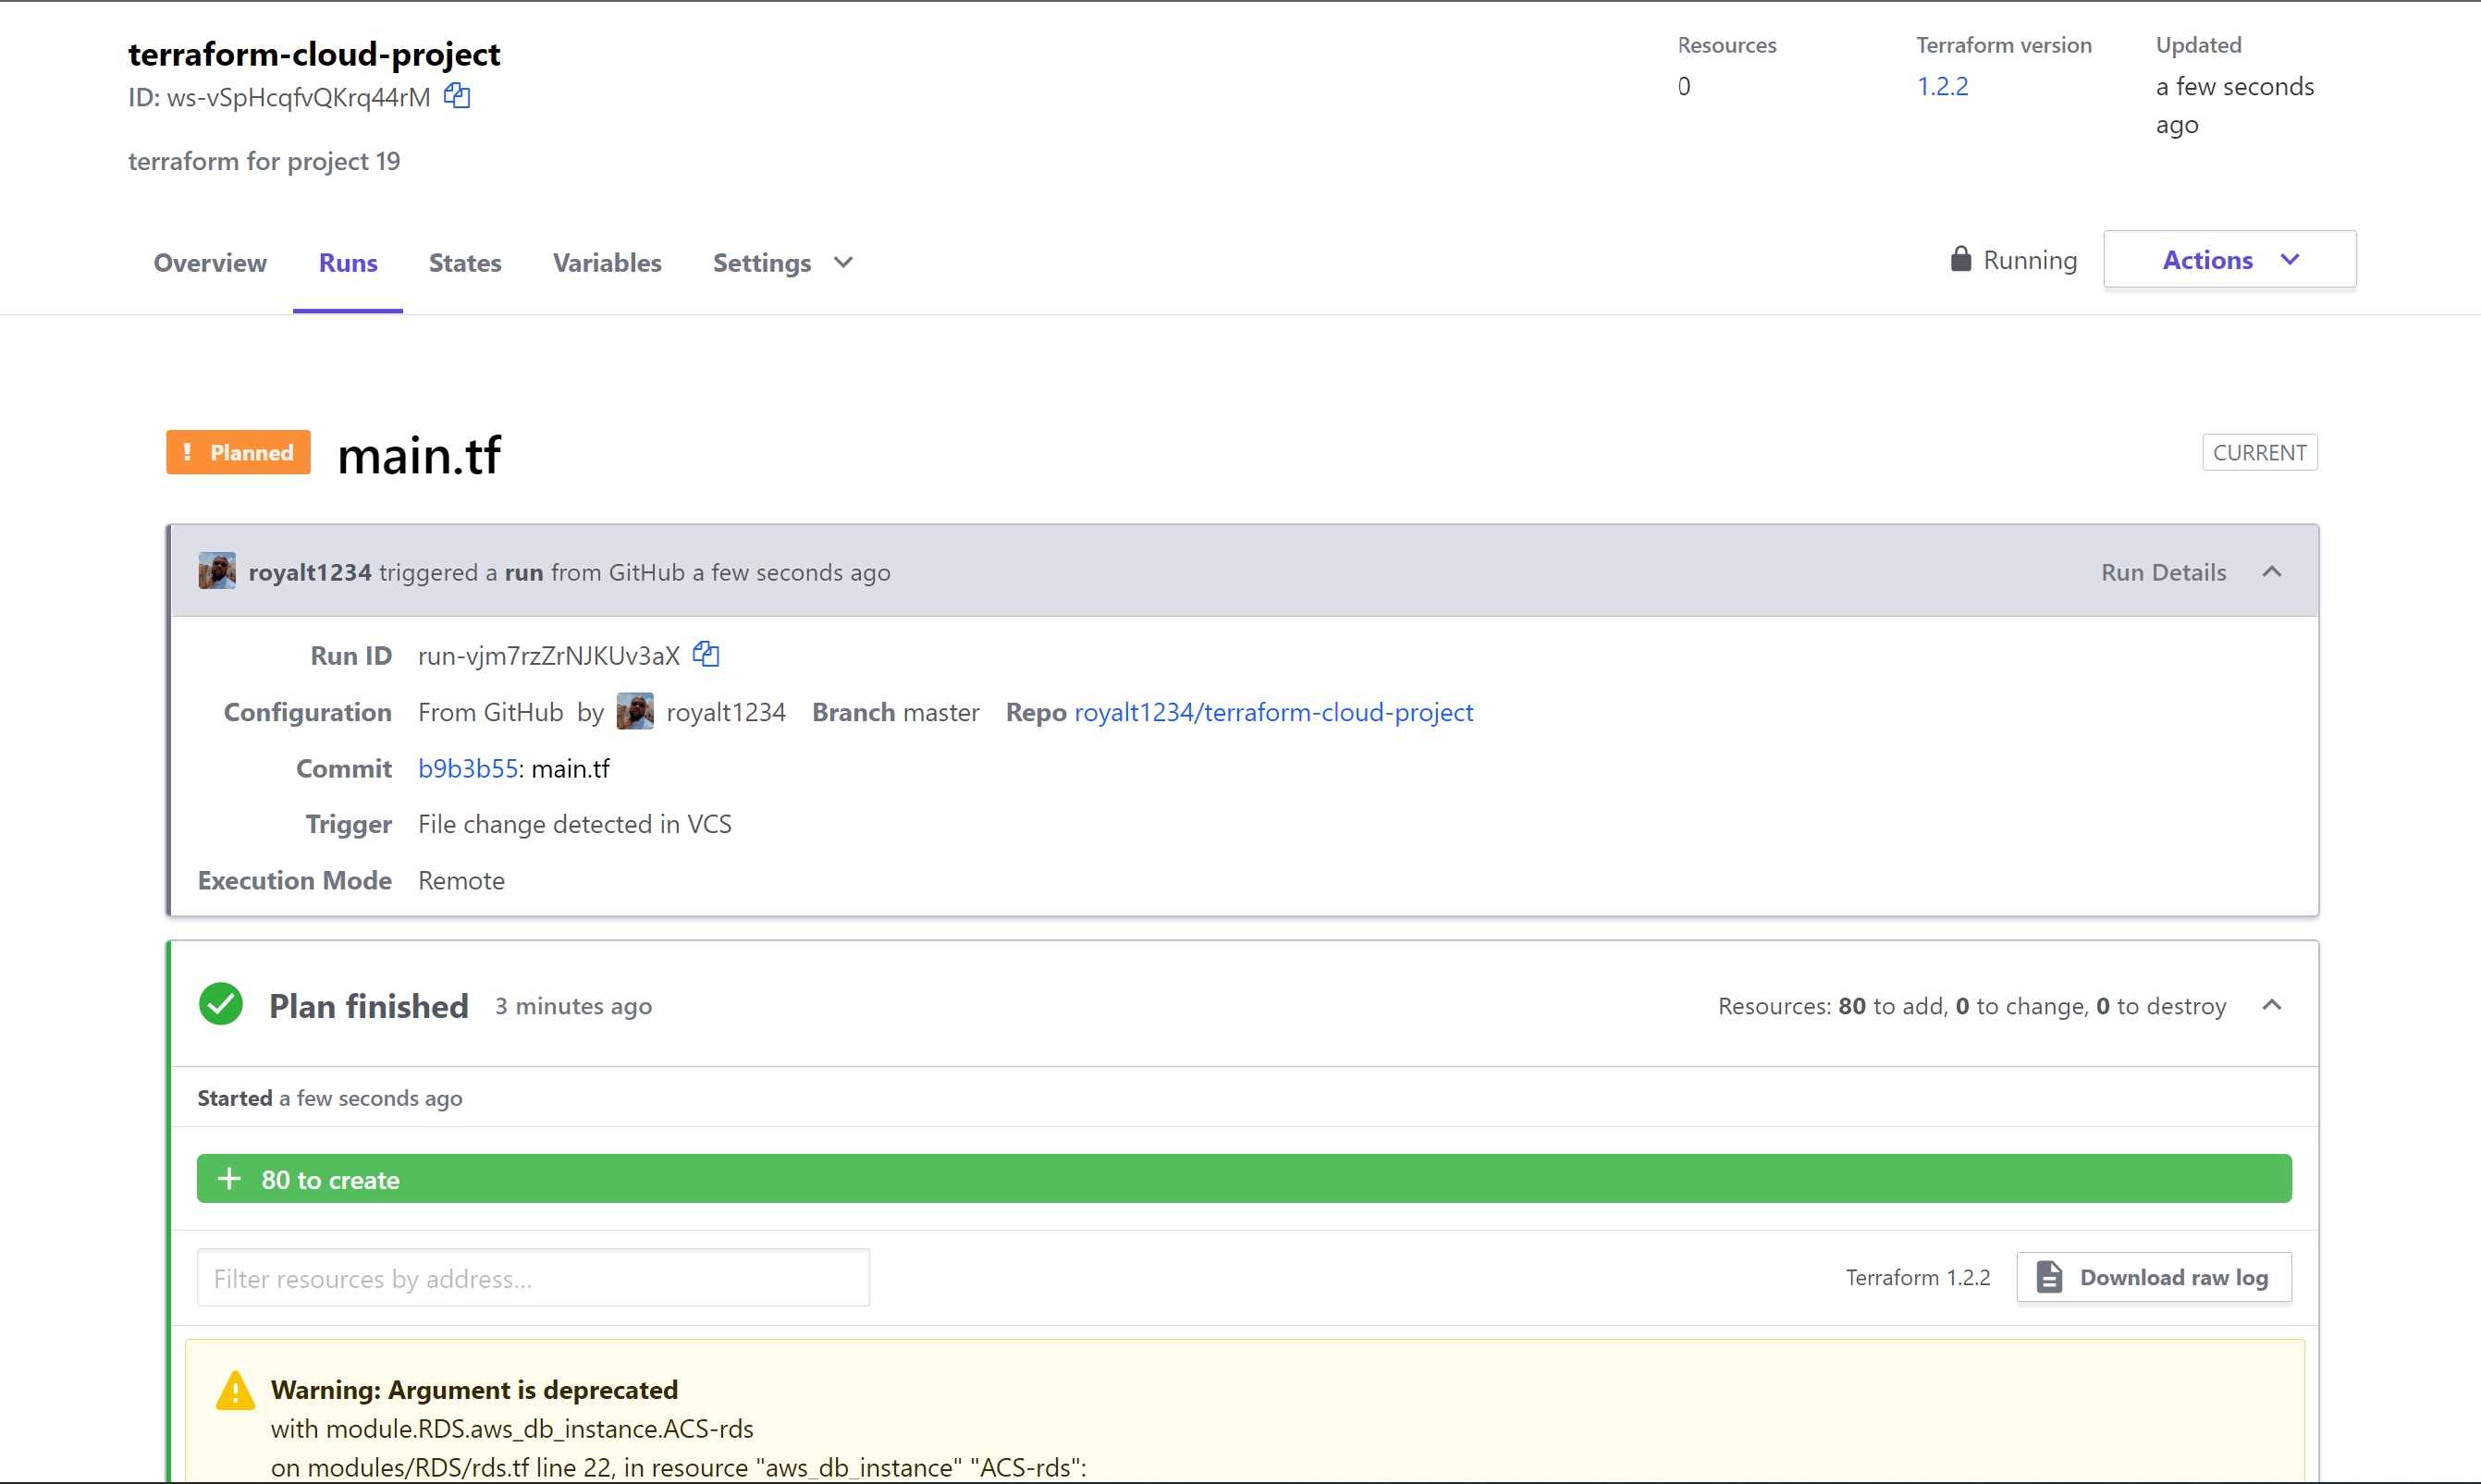 terraform-cloud-project
ID: ws-vSpHcqfvQKrq44rM
terraform for project 19
Resources
0
Terraform version
1.2.2
Updated
a few seconds
ago
Overview Runs States Variables Settings
Running
Actions
! Planned
main.tf
CURRENT
royalt1234 triggered a run from GitHub a few seconds ago
Run Details
Run ID run-vjm7rzZrNJKUv3aX
Configuration From GitHub by royalt1234 Branch master Repo royalt1234/terraform-cloud-project
Commit b9b3b55: main.tf
Trigger File change detected in VCS
Execution Mode Remote
Plan finished 3 minutes ago
Resources: 80 to add, 0 to change, 0 to destroy
Started a few seconds ago
+ 80 to create
Filter resources by address...
Terraform 1.2.2
Download raw log
Warning: Argument is deprecated
with module.RDS.aws_db_instance.ACS-rds
on modules/RDS/rds.tf line 22, in resource "aws_db_instance" "ACS-rds":